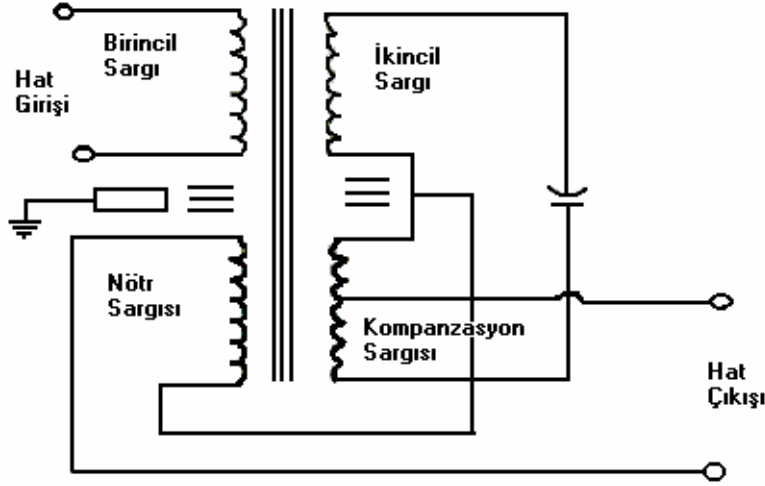 Birincil
Sargı
Hat
Girişi
İkincil
Sargı
Nötr
Sargısı
Kompanzasyon
Sargısı
Hat
Çıkışı